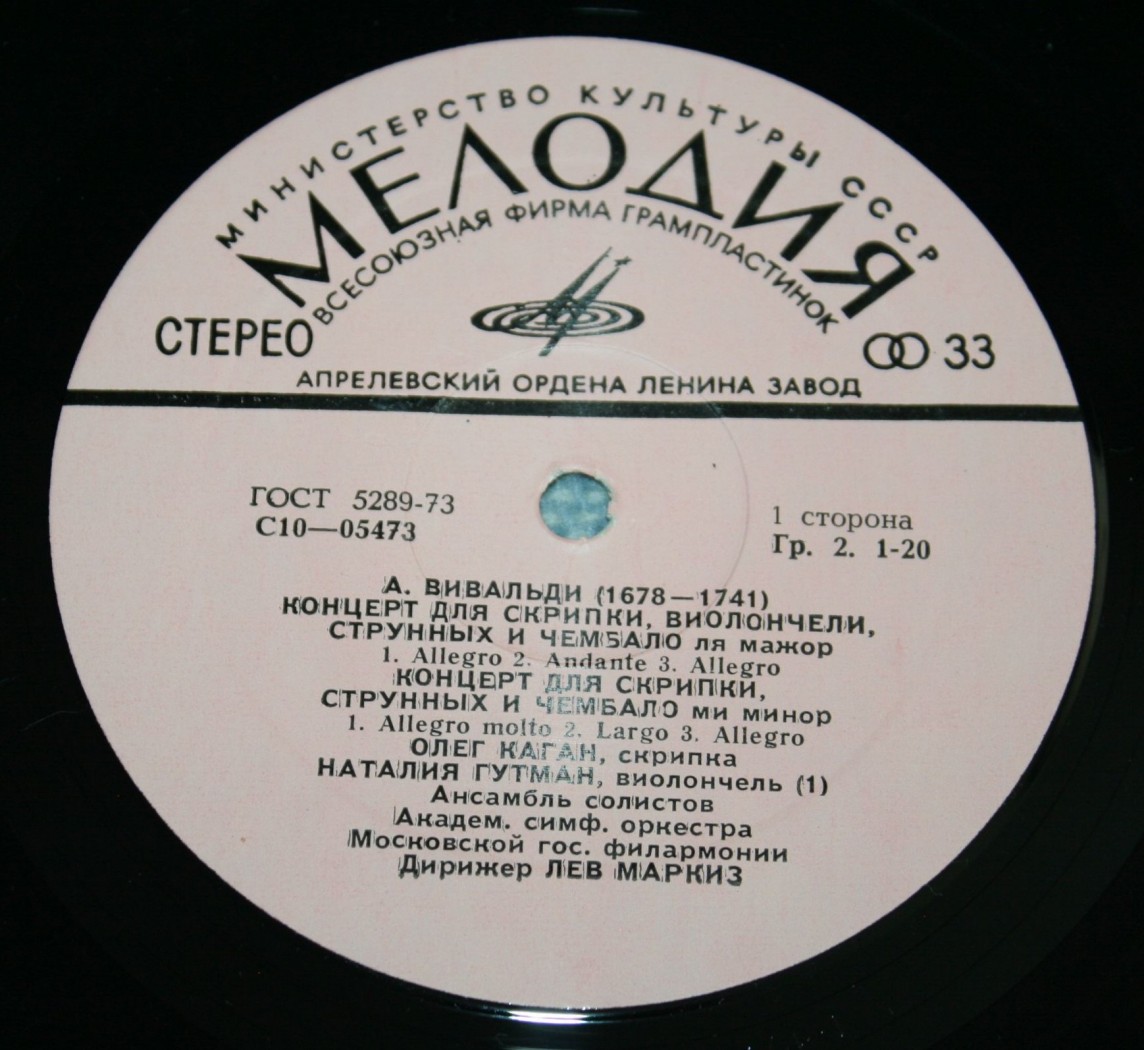 МИНИСТЕРСТВО КУЛЬТУРЫ СССР
МЕЛОДИЯ
ВСЕСОЮЗНАЯ ФИРМА ГРАМПЛАСТИНОК
СТЕРЕО
33
АПРЕЛЕВСКИЙ ОРДЕНА ЛЕНИНА ЗАВОД
ГОСТ 5289-73
С10—05473
1 сторона
Гр. 2. 1-20
А. ВИВАЛЬДИ (1678—1741)
КОНЦЕРТ ДЛЯ СКРИПКИ, ВИОЛОНЧЕЛИ,
СТРУННЫХ И ЧЕМБАЛО ля мажор
1. Allegro 2. Andante 3. Allegro
КОНЦЕРТ ДЛЯ СКРИПКИ,
СТРУННЫХ И ЧЕМБАЛО ми минор
1. Allegro molto 2. Largo 3. Allegro
ОЛЕГ КАГАН, скрипка
НАТАЛИЯ ГУТМАН, виолончель (1)
Ансамбль солистов
Академ. симф. оркестра
Московской гос. филармонии
Дирижер ЛЕВ МАРКИЗ